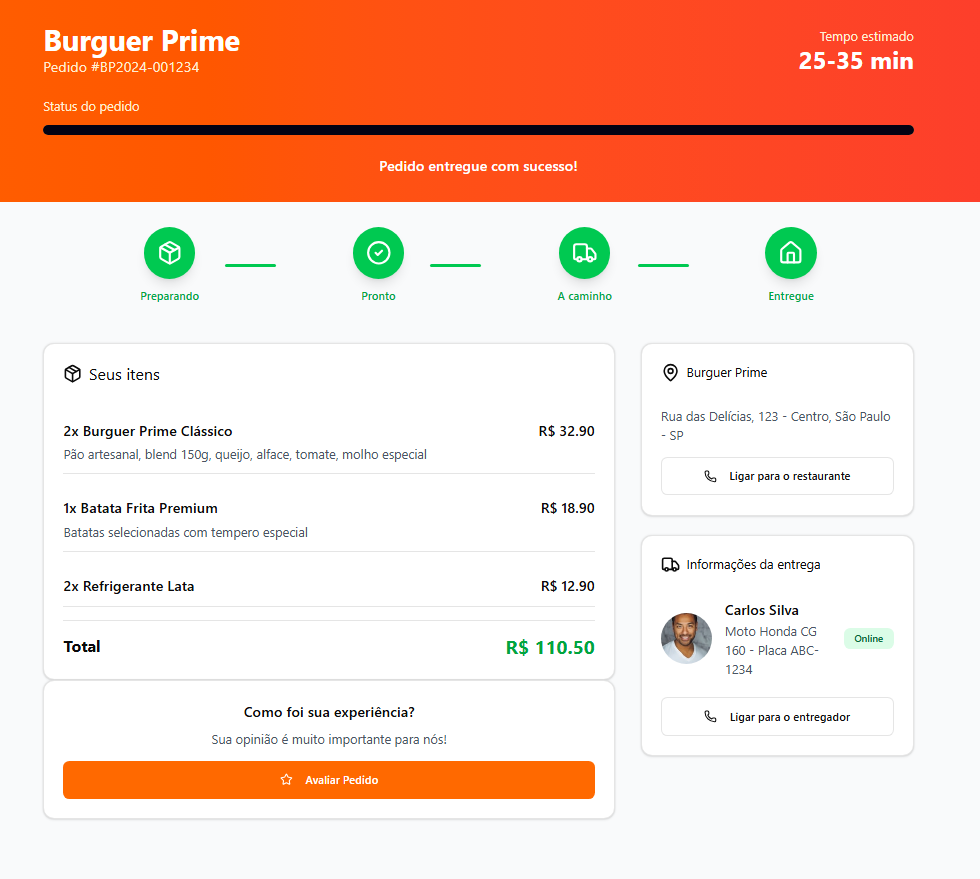 Burguer Prime
Pedido #BP2024-001234
Tempo estimado
25-35 min
Status do pedido
Pedido entregue com sucesso!
Preparando
Pronto
A caminho
Entregue
Seus itens
2x Burguer Prime Clássico
R$ 32.90
Pão artesanal, blend 150g, queijo, alface, tomate, molho especial
1x Batata Frita Premium
R$ 18.90
Batatas selecionadas com tempero especial
2x Refrigerante Lata
R$ 12.90
Total
R$ 110.50
Como foi sua experiência?
Sua opinião é muito importante para nós!
Avaliar Pedido
Burguer Prime
Rua das Delícias, 123 - Centro, São Paulo
- SP
Ligar para o restaurante
Informações da entrega
Carlos Silva
Moto Honda CG
160 - Placa ABC-
1234
Online
Ligar para o entregador